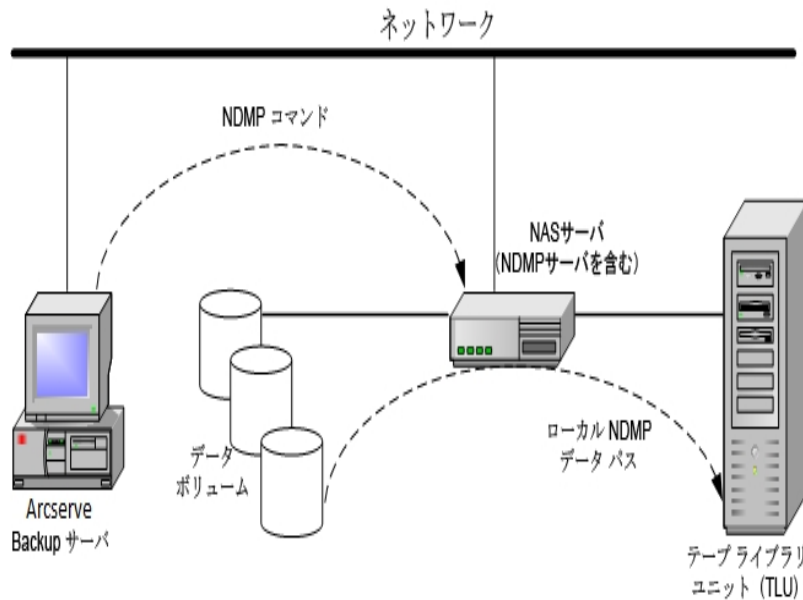 ネットワーク
NDMP コマンド
NASサーバ
(NDMPサーバを含む)
Arcserve
Backup サーバ
データ
ボリューム
ローカル NDMP
データ パス
テープ ライブラリ
ユニット (TLU)